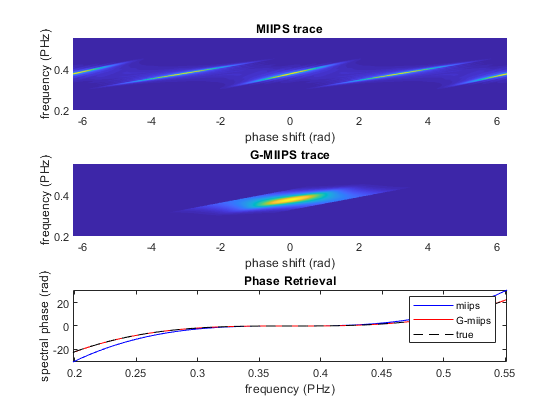 MIIPS trace
frequency (PHz)
0.4
0.2
-6 -4 -2 0 2 4 6
phase shift (rad)
G-MIIPS trace
frequency (PHz)
0.4
0.2
-6 -4 -2 0 2 4 6
phase shift (rad)
Phase Retrieval
spectral phase (rad)
20
0
-20
miips
G-miips
true
0.2 0.25 0.3 0.35 0.4 0.45 0.5 0.55
frequency (PHz)